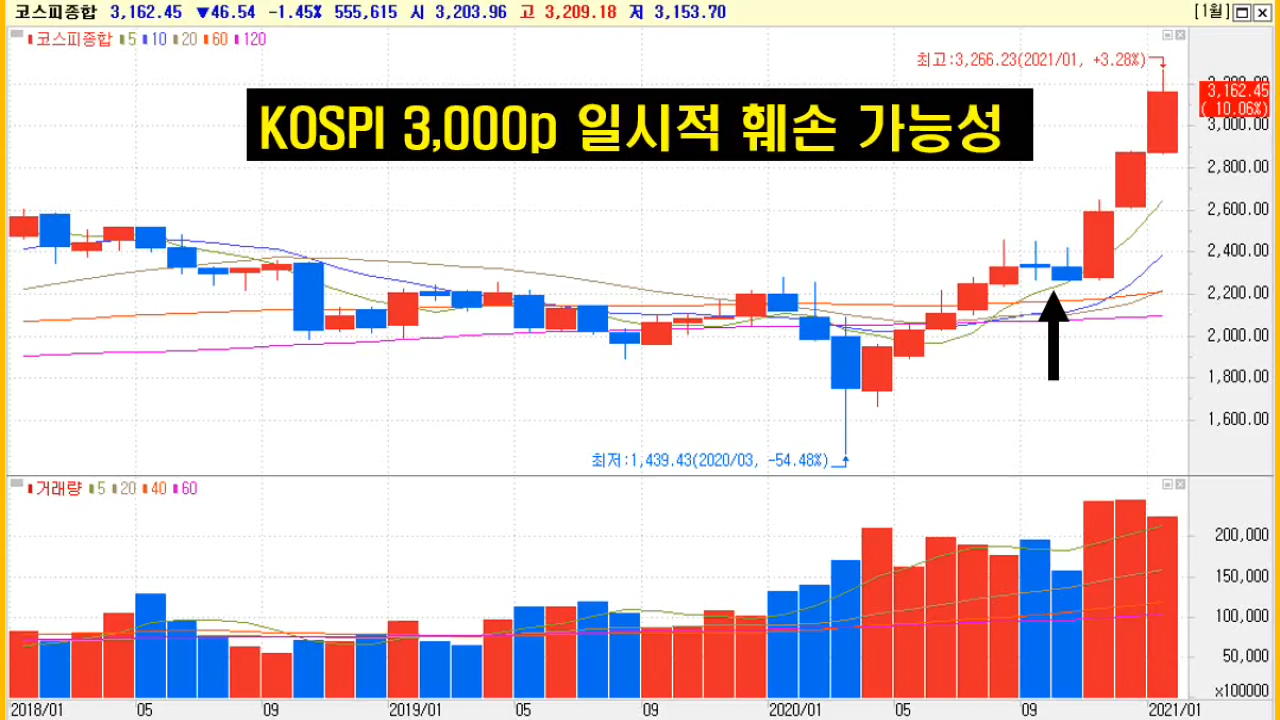 코스피종합 3,162.45 ▼46.54 -1.45% 555,615 시 3,203.96 고 3,209.18 저 3,153.70 [1월]
코스피종합 5 10 20 60 120
최고:3,266.23(2021/01, +3.28%)
KOSPI 3,000p 일시적 훼손 가능성
3,162.45
( 10.06%)
3,000.00
2,800.00
2,600.00
2,400.00
2,200.00
2,000.00
1,800.00
1,600.00
최저:1,439.43(2020/03, -54.48%)
거래량 5 20 40 60
200,000
150,000
100,000
50,000
x100000
2018/01 05 09 2019/01 05 09 2020/01 05 09 2021/01